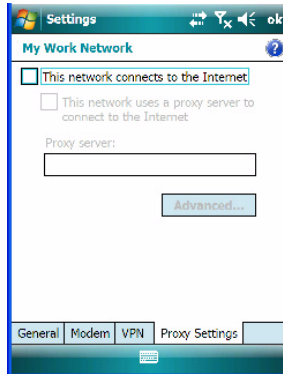 Settings ok
My Work Network
This network connects to the Internet
This network uses a proxy server to
connect to the Internet
Proxy server:
Advanced...
General Modem VPN Proxy Settings